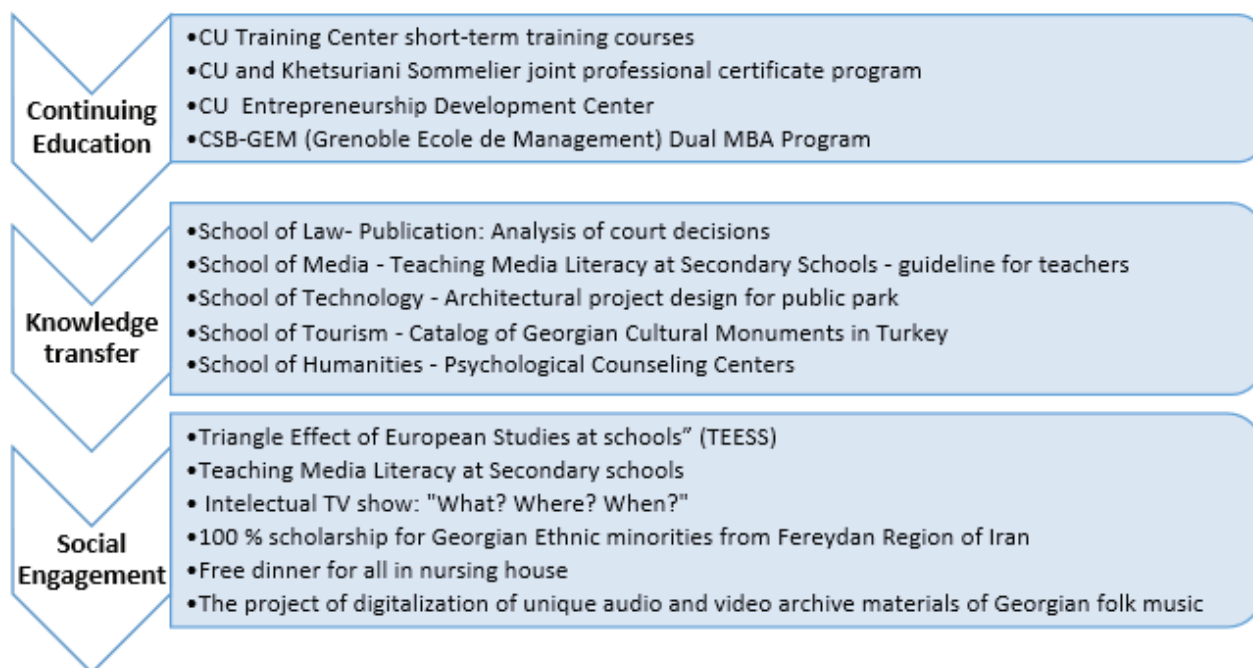 Continuing
Education
•CU Training Center short-term training courses
•CU and Khetsuriani Sommelier joint professional certificate program
•CU  Entrepreneurship Development Center
•CSB-GEM (Grenoble Ecole de Management) Dual MBA Program
Knowledge
transfer
•School of Law- Publication: Analysis of court decisions
•School of Media - Teaching Media Literacy at Secondary Schools - guideline for teachers
•School of Technology - Architectural project design for public park
•School of Tourism - Catalog of Georgian Cultural Monuments in Turkey
•School of Humanities - Psychological Counseling Centers
Social
Engagement
•Triangle Effect of European Studies at schools” (TEESS)
•Teaching Media Literacy at Secondary schools
• Intelectual TV show: "What? Where? When?"
•100 % scholarship for Georgian Ethnic minorities from Fereydan Region of Iran
•Free dinner for all in nursing house
•The project of digitalization of unique audio and video archive materials of Georgian folk music